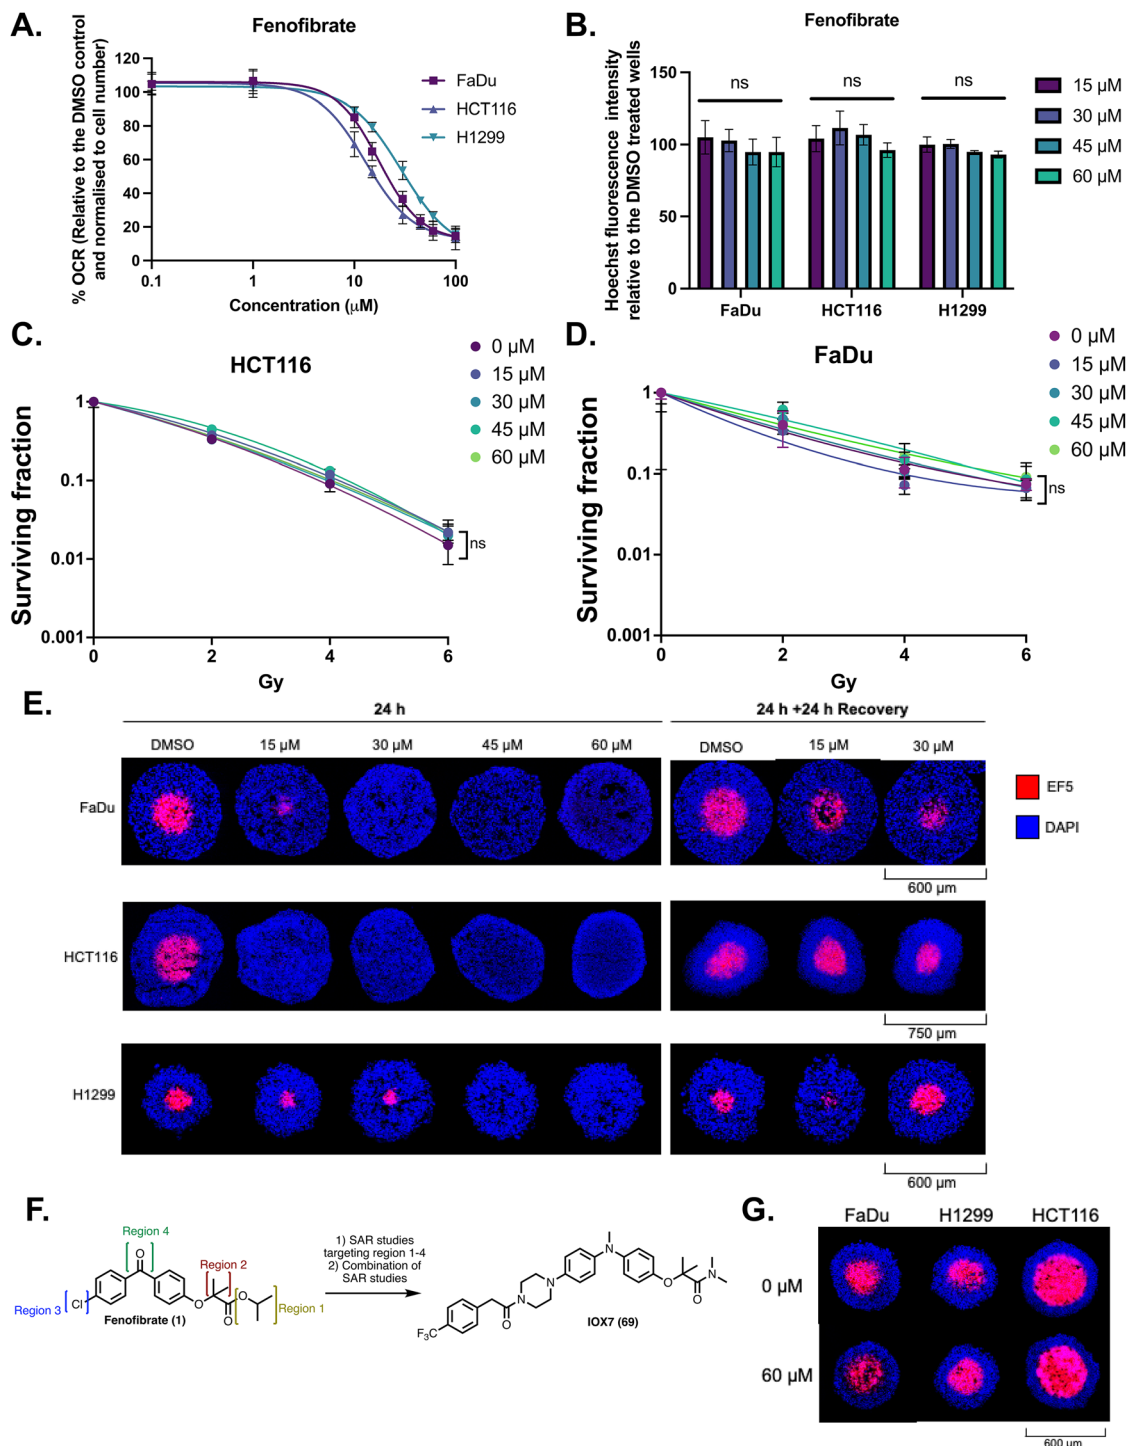 A.
Fenofibrate
% OCR (Relative to the DMSO control
and normalised to cell number)
120
100
80
60
40
20
0
0.1
1
10
100
Concentration (µM)
FaDu
HCT116
H1299
B.
Fenofibrate
Hoechst fluorescence intensity
relative to the DMSO treated wells
150
100
50
0
ns
ns
ns
FaDu
HCT116
H1299
15 µM
30 µM
45 µM
60 µM
C.
HCT116
Surviving fraction
1
0.1
0.01
0.001
0
2
4
6
Gy
ns
0 µM
15 µM
30 µM
45 µM
60 µM
D.
FaDu
Surviving fraction
1
0.1
0.01
0.001
0
2
4
6
Gy
ns
0 µM
15 µM
30 µM
45 µM
60 µM
E.
24 h
24 h +24 h Recovery
DMSO
15 µM
30 µM
45 µM
60 µM
DMSO
15 µM
30 µM
FaDu
600 µm
EF5
DAPI
HCT116
750 µm
H1299
600 µm
F.
Region 4
O
Region 2
Region 3
Cl
O
O
O
Region 1
Fenofibrate (1)
1) SAR studies
targeting region 1-4
2) Combination of
SAR studies
N
N
N
O
N
O
O
F3C
IOX7 (69)
G.
FaDu
H1299
HCT116
0 µM
60 µM
600 µm